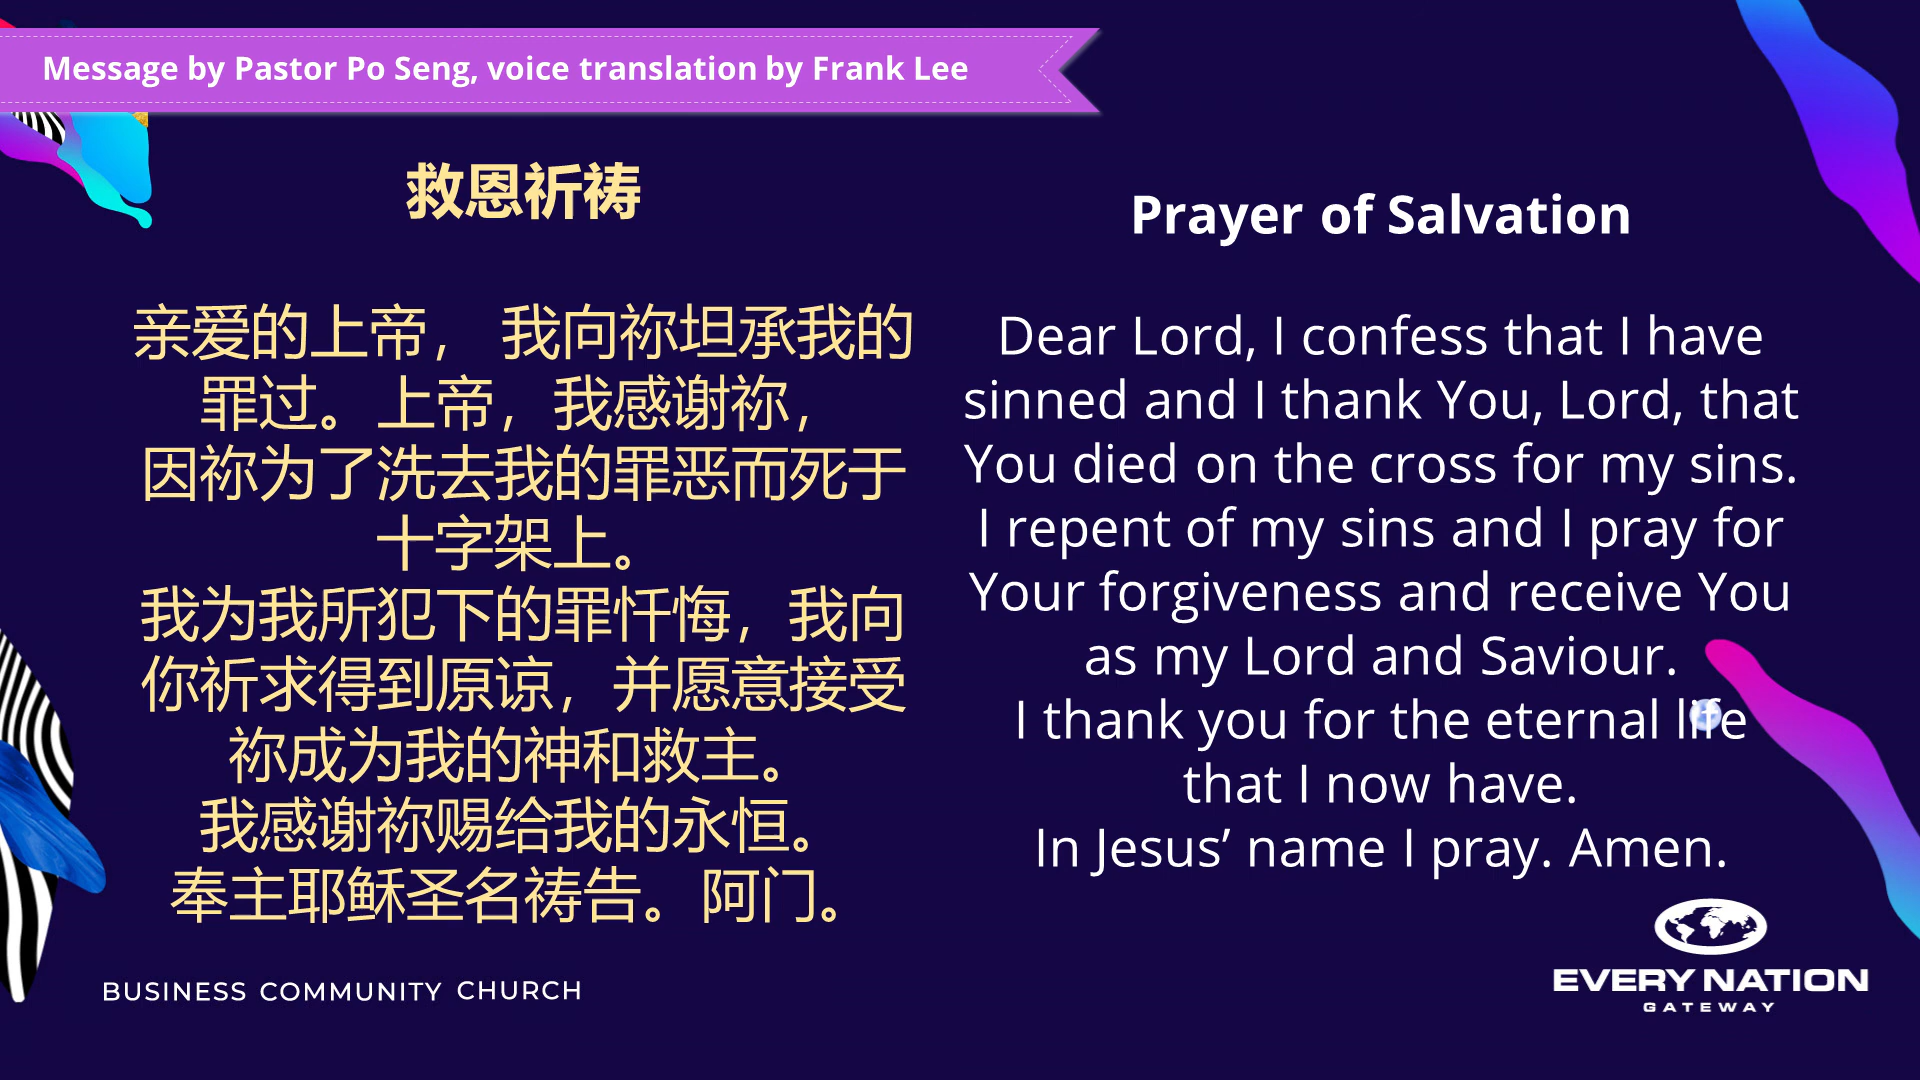 Message by Pastor Po Seng, voice translation by Frank Lee
救恩祈祷
亲爱的上帝， 我向祢坦承我的
罪过。上帝，我感谢祢，
因祢为了洗去我的罪恶而死于
十字架上。
我为我所犯下的罪忏悔，我向
你祈求得到原谅，并愿意接受
祢成为我的神和救主。
我感谢祢赐给我的永恒。
奉主耶稣圣名祷告。阿门。
Prayer of Salvation
Dear Lord, I confess that I have
sinned and I thank You, Lord, that
You died on the cross for my sins.
I repent of my sins and I pray for
Your forgiveness and receive You
as my Lord and Saviour.
I thank you for the eternal life
that I now have.
In Jesus’ name I pray. Amen.
BUSINESS COMMUNITY CHURCH
EVERY NATION
GATEWAY